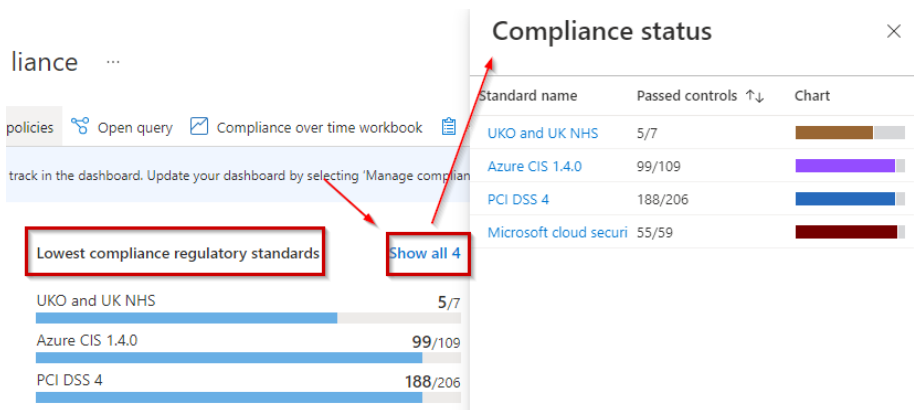 liance ...
policies Open query Compliance over time workbook
track in the dashboard. Update your dashboard by selecting 'Manage complian
Lowest compliance regulatory standards Show all 4
UKO and UK NHS 5/7
Azure CIS 1.4.0 99/109
PCI DSS 4 188/206
Compliance status
Standard name Passed controls ↑↓ Chart
UKO and UK NHS 5/7
Azure CIS 1.4.0 99/109
PCI DSS 4 188/206
Microsoft cloud securi 55/59